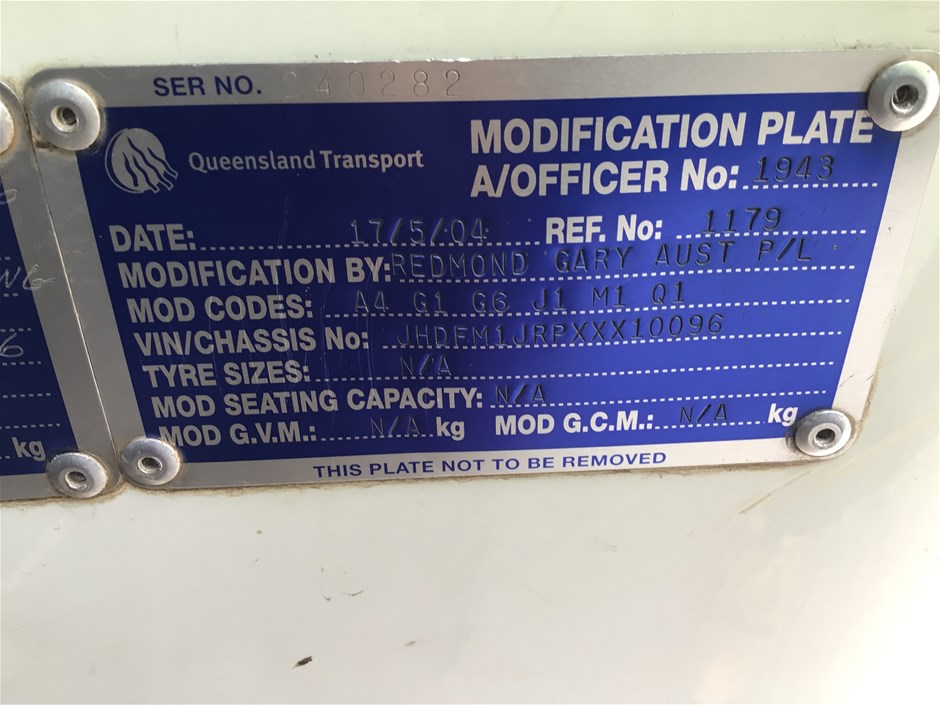 SER NO. 240282
Queensland Transport
MODIFICATION PLATE
A/OFFICER No: 1943
DATE: 17/5/04 REF. No: 1179
MODIFICATION BY: REDMOND GARY AUST P/L
MOD CODES: A4 G1 G6 J1 M1 Q1
VIN/CHASSIS No: JHDFM1JRPXXX10096
TYRE SIZES: N/A
MOD SEATING CAPACITY: N/A
MOD G.V.M.: N/A kg MOD G.C.M.: N/A kg
THIS PLATE NOT TO BE REMOVED
6
kg